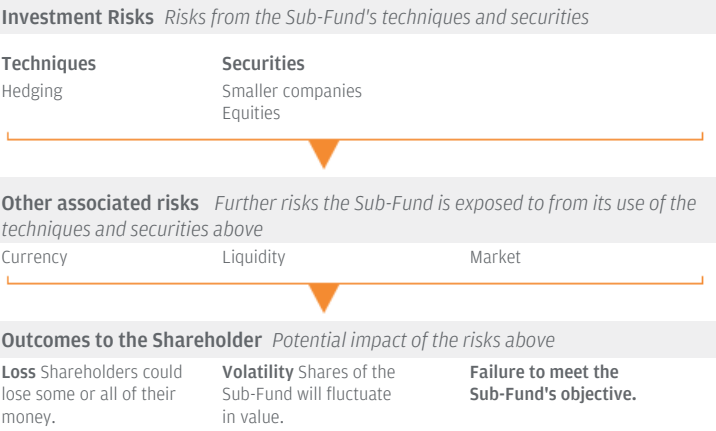 Investment Risks Risks from the Sub-Fund's techniques and securities
Techniques Securities
Hedging Smaller companies
Equities
Other associated risks Further risks the Sub-Fund is exposed to from its use of the
techniques and securities above
Currency Liquidity Market
Outcomes to the Shareholder Potential impact of the risks above
Loss Shareholders could
lose some or all of their
money.
Volatility Shares of the
Sub-Fund will fluctuate
in value.
Failure to meet the
Sub-Fund's objective.